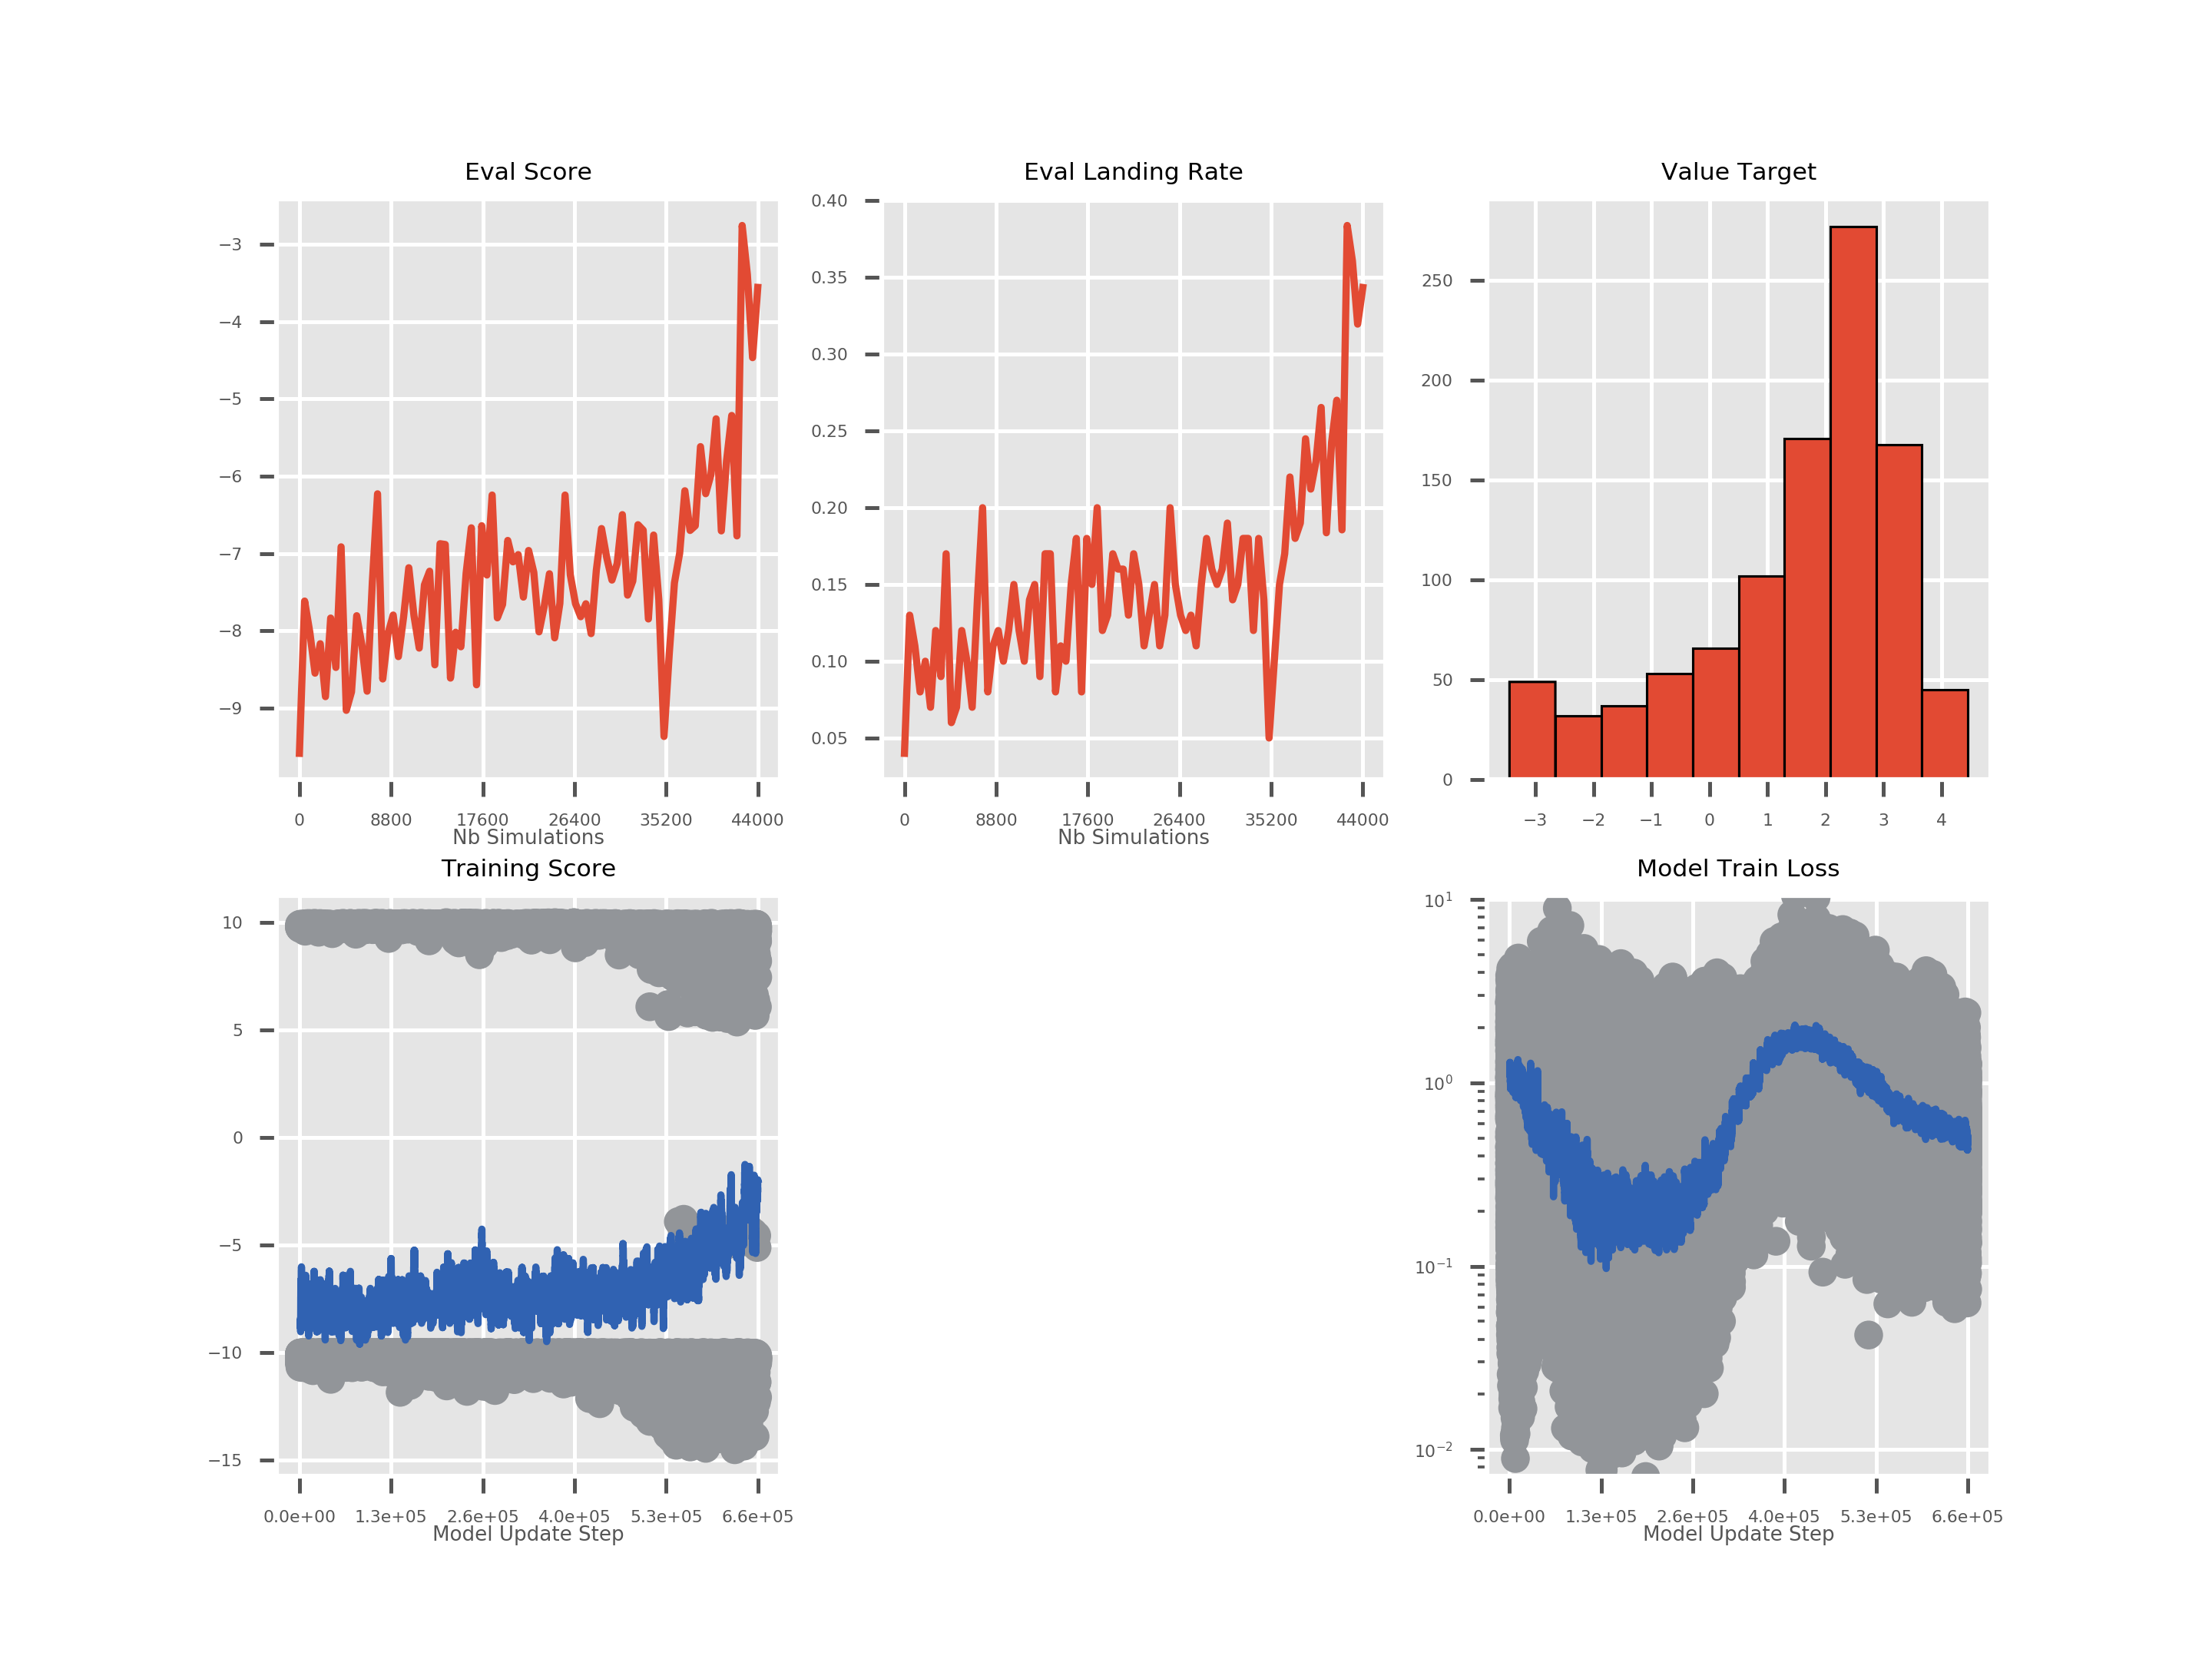 Eval Score
−3
−4
−5
−6
−7
−8
−9
0 8800 17600 26400 35200 44000
Nb Simulations
Eval Landing Rate
0.40
0.35
0.30
0.25
0.20
0.15
0.10
0.05
0 8800 17600 26400 35200 44000
Nb Simulations
Value Target
250
200
150
100
50
0
−3 −2 −1 0 1 2 3 4
Training Score
10
5
0
−5
−10
−15
0.0e+00 1.3e+05 2.6e+05 4.0e+05 5.3e+05 6.6e+05
Model Update Step
Model Train Loss
10¹
10⁰
10⁻¹
10⁻²
0.0e+00 1.3e+05 2.6e+05 4.0e+05 5.3e+05 6.6e+05
Model Update Step